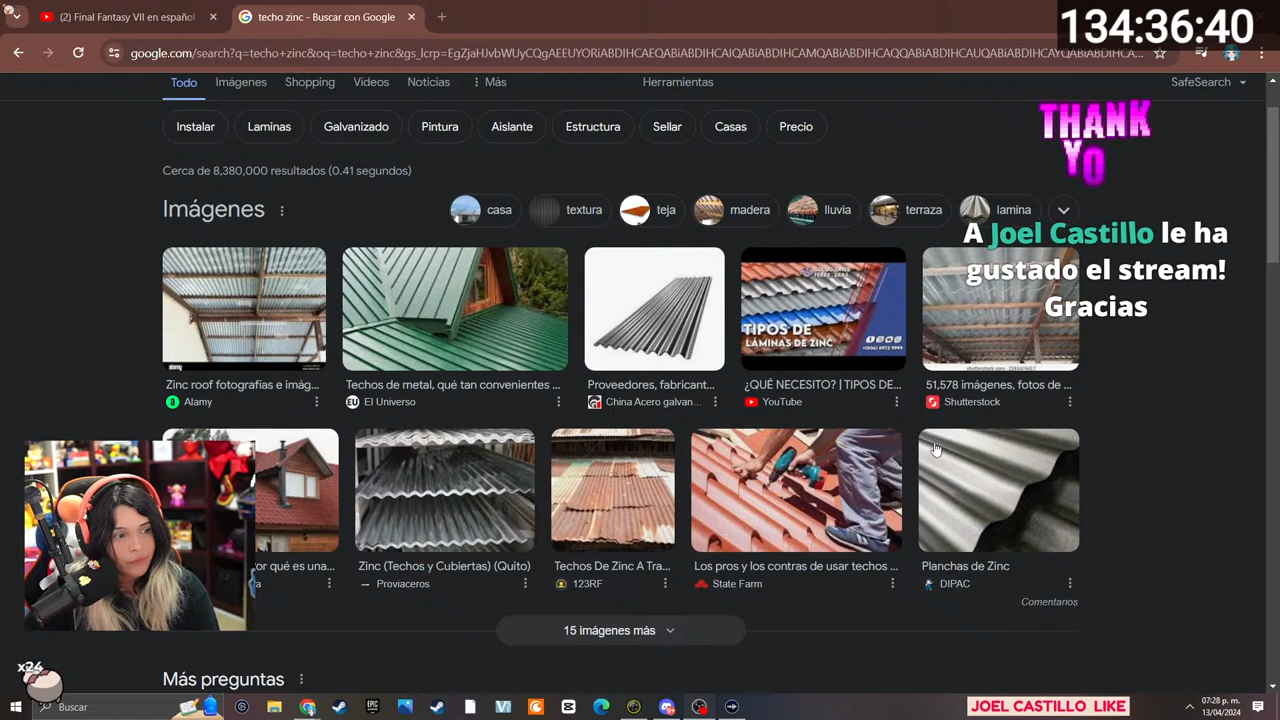 (2) Final Fantasy VII en español
techo zinc - Buscar con Google
134:36:40
google.com/search?q=techo+zinc&oq=techo+zinc&gs_lcrp=
Todo
Imágenes
Shopping
Videos
Noticias
Más
Herramientas
SafeSearch
THANK
YO
Instalar
Laminas
Galvanizado
Pintura
Aislante
Estructura
Sellar
Casas
Precio
Cerca de 8,380,000 resultados (0.41 segundos)
Imágenes
casa
textura
teja
madera
lluvia
terraza
lamina
A Joel Castillo le ha
gustado el stream!
Gracias
TIPOS DE
LÁMINAS DE ZINC
alamy
Zinc roof fotografías e imág...
Alamy
Techos de metal, qué tan convenientes ...
EU
El Universo
Proveedores, fabricant...
China Acero galvan...
¿QUÉ NECESITO? | TIPOS DE...
YouTube
51,578 imágenes, fotos de ...
Shutterstock
or qué es una...
a
Zinc (Techos y Cubiertas) (Quito)
Proviaceros
Techos De Zinc A Tra...
123RF
Los pros y los contras de usar techos ...
State Farm
Planchas de Zinc
DIPAC
Comentarios
15 imágenes más
x24
Más preguntas
Buscar
JOEL CASTILLO LIKE
07:28 p. m.
13/04/2024